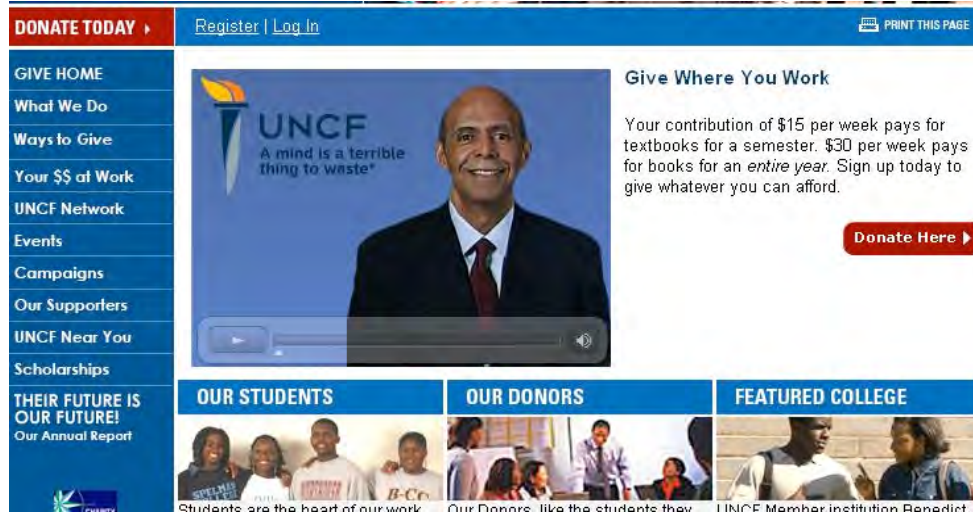 DONATE TODAY
Register | Log In
PRINT THIS PAGE
GIVE HOME
What We Do
Ways to Give
Your $$ at Work
UNCF Network
Events
Campaigns
Our Supporters
UNCF Near You
Scholarships
THEIR FUTURE IS
OUR FUTURE!
Our Annual Report
CHARITY
UNCF
A mind is a terrible
thing to waste®
Give Where You Work
Your contribution of $15 per week pays for
textbooks for a semester. $30 per week pays
for books for an entire year. Sign up today to
give whatever you can afford.
Donate Here
OUR STUDENTS
SPELMAN
B-CC
Students are the heart of our work
OUR DONORS
Our Donors, like the students they
FEATURED COLLEGE
UNCF Member institution Benedict